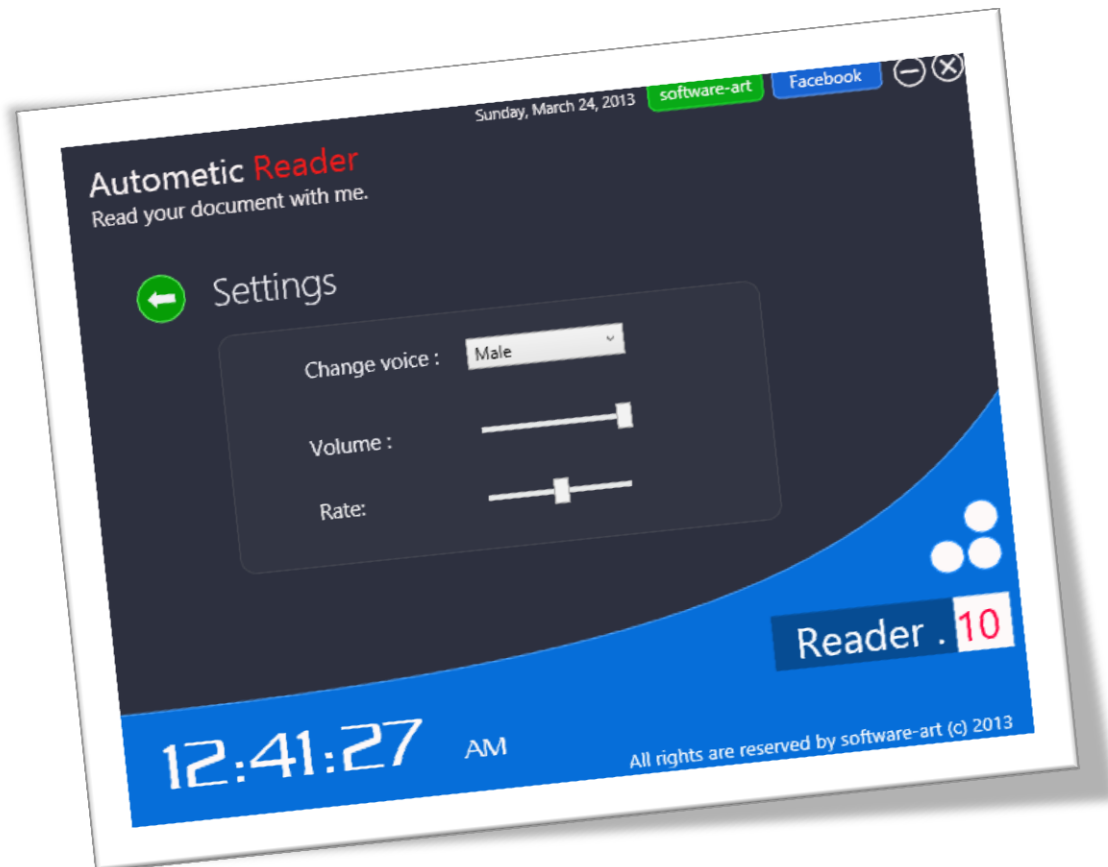 Sunday, March 24, 2013 software-art Facebook
Autometic Reader
Read your document with me.
Settings
Change voice : Male
Volume :
Rate:
Reader . 10
12:41:27 AM
All rights are reserved by software-art (c) 2013